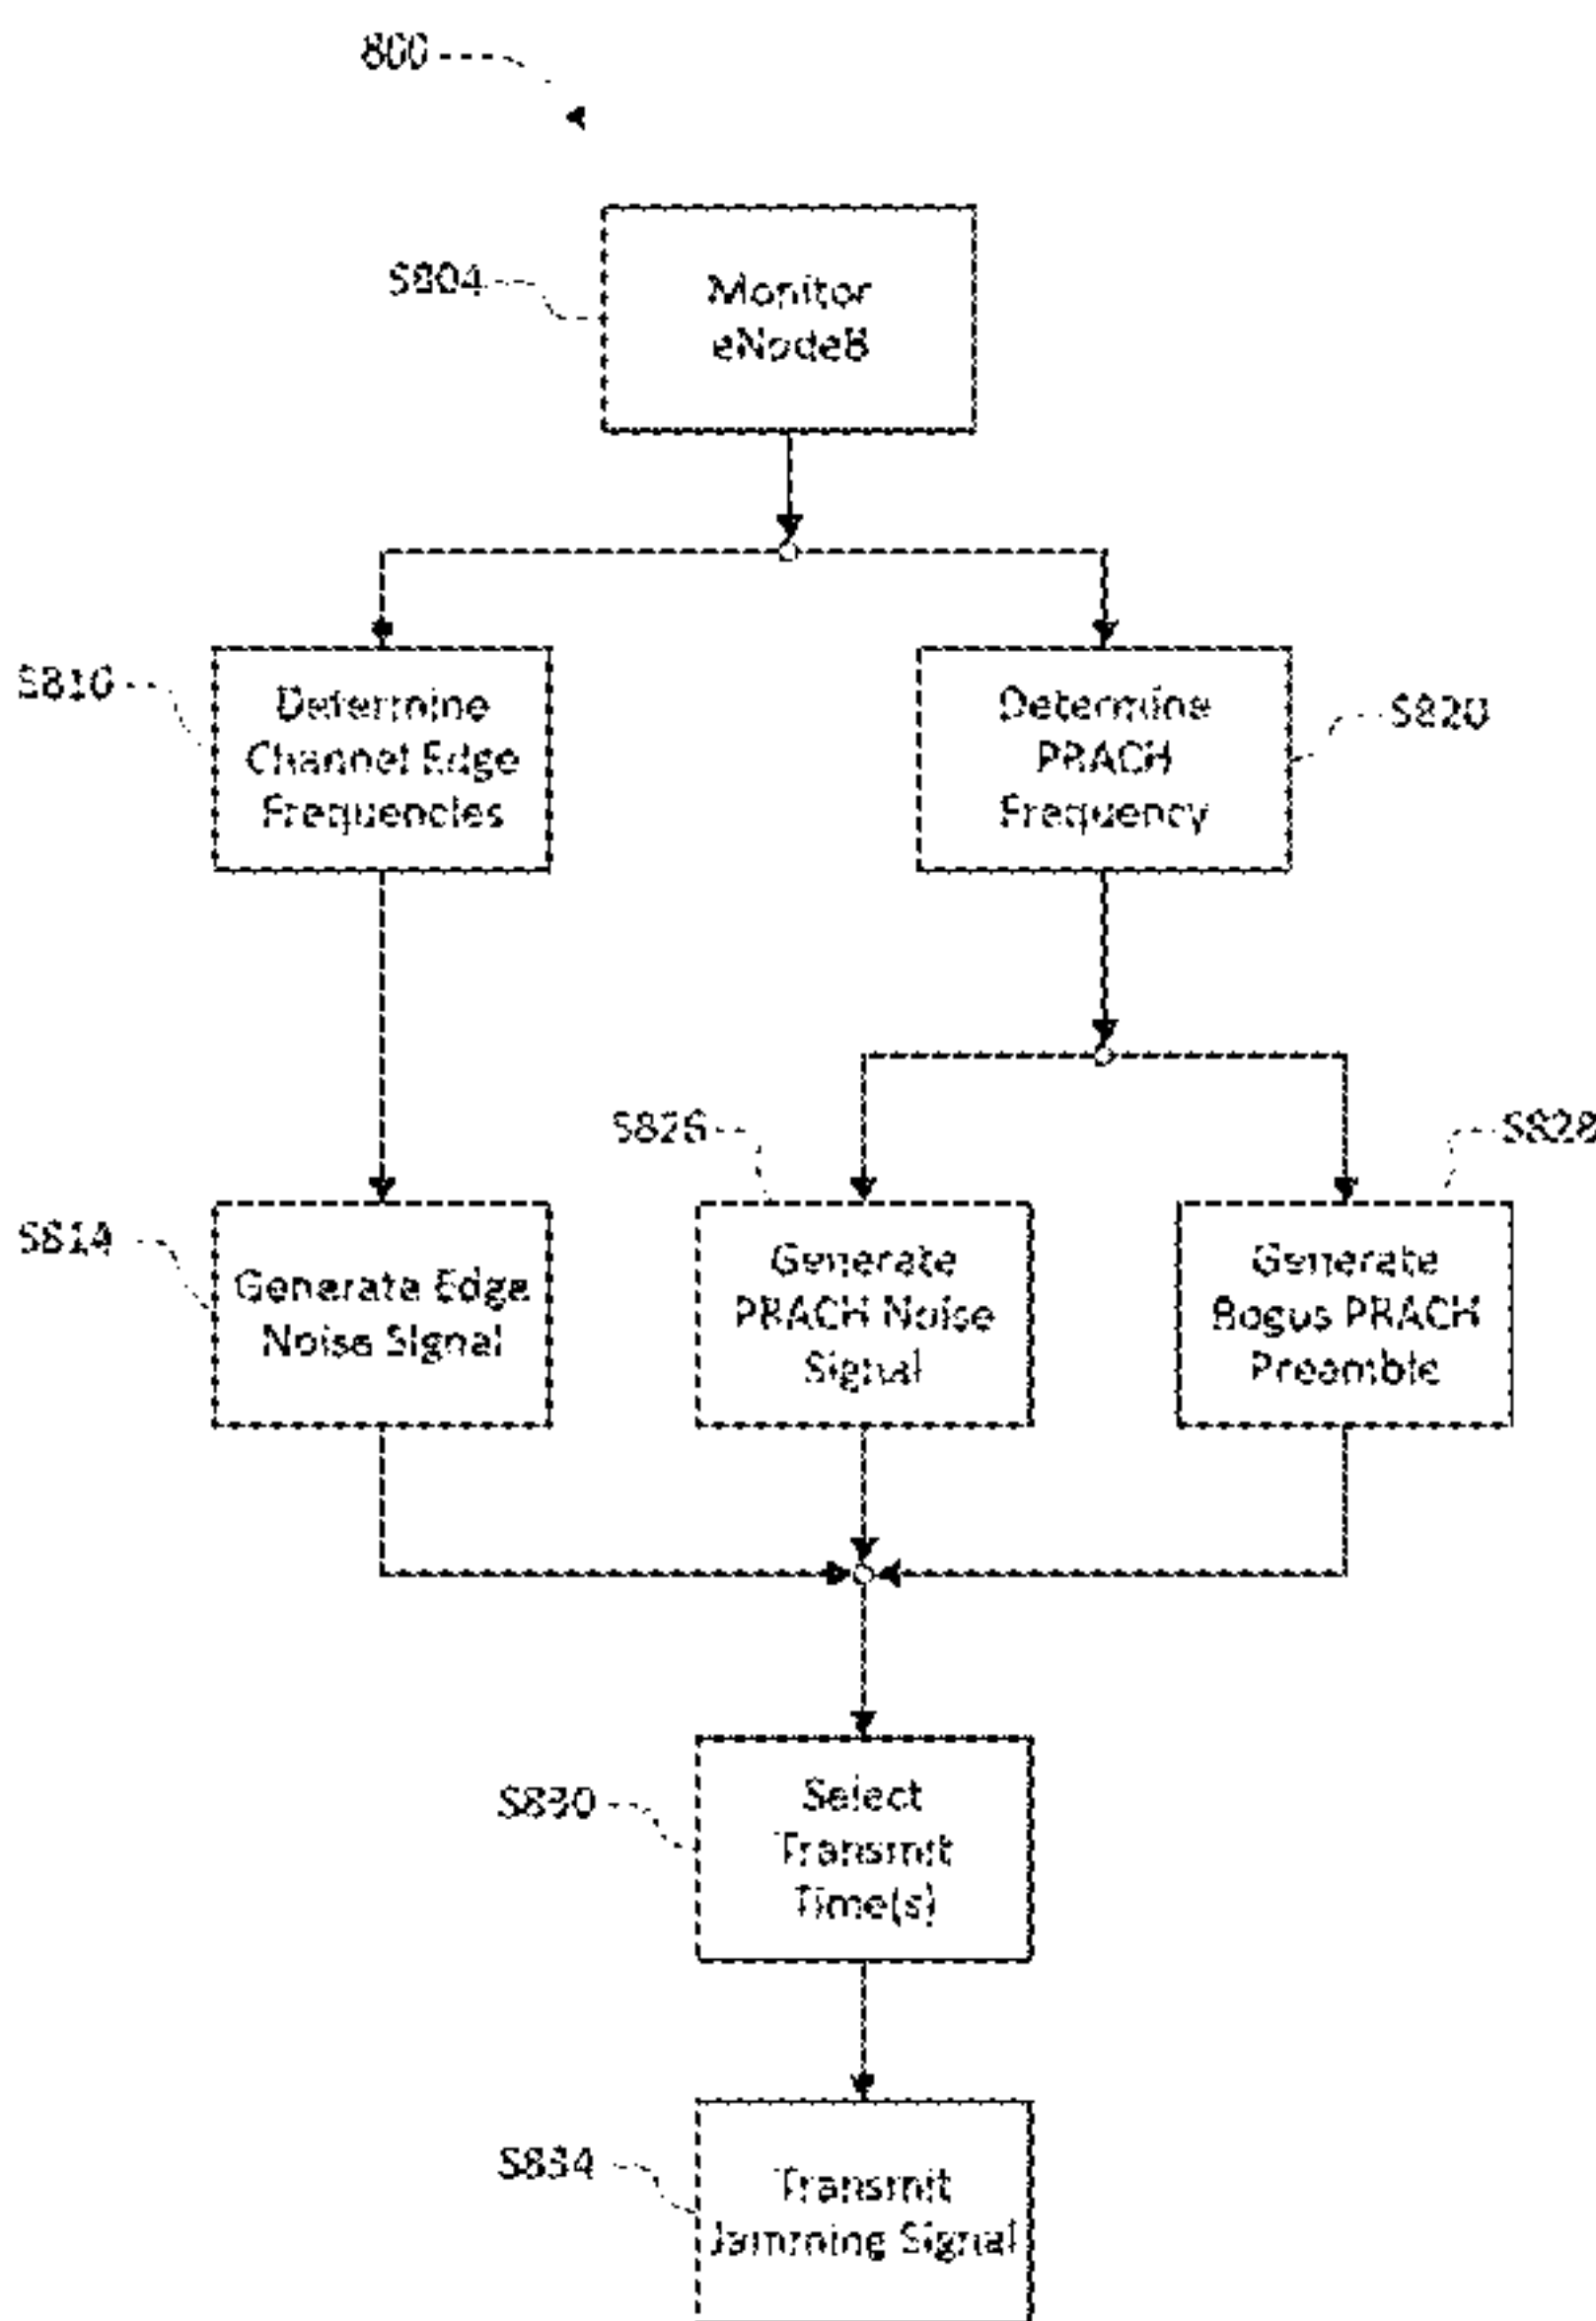 800
S804
Monitor
eNodeB
S810
Determine
Channel Edge
Frequencies
Determine
PRACH
Frequency
S820
S826
S828
S814
Generate Edge
Noise Signal
Generate
PRACH Noise
Signal
Generate
Bogus PRACH
Preamble
S830
Select
Transmit
Time(s)
S834
Transmit
Jamming Signal